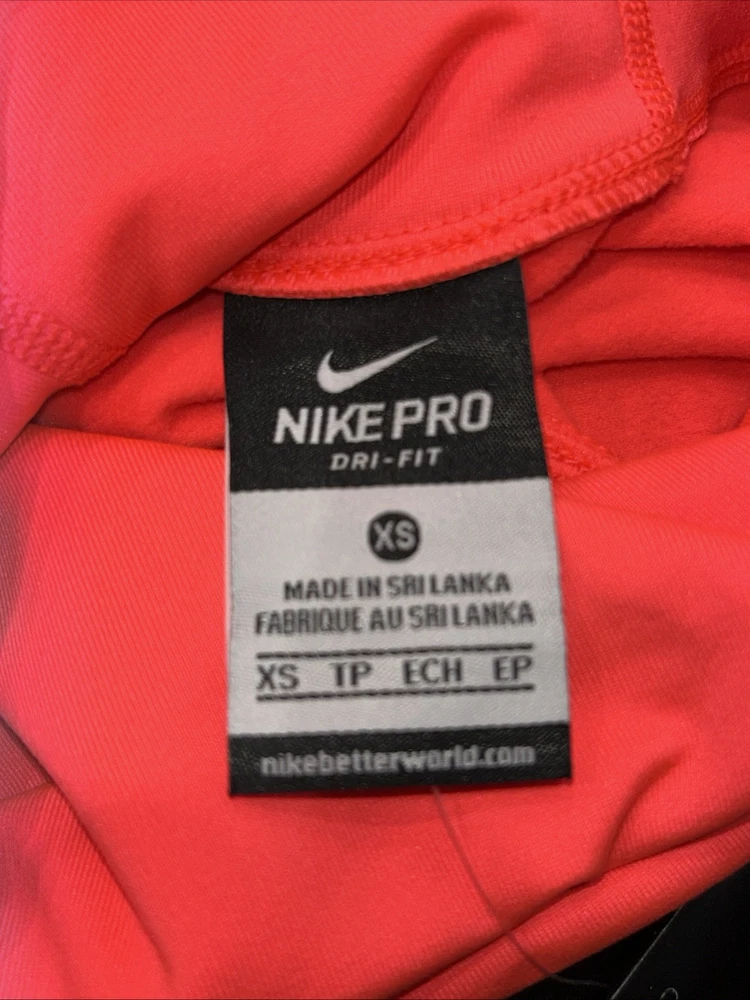 NIKE PRO
DRI-FIT
XS
MADE IN SRI LANKA
FABRIQUE AU SRI LANKA
XS TP ECH EP
nikebetterworld.com